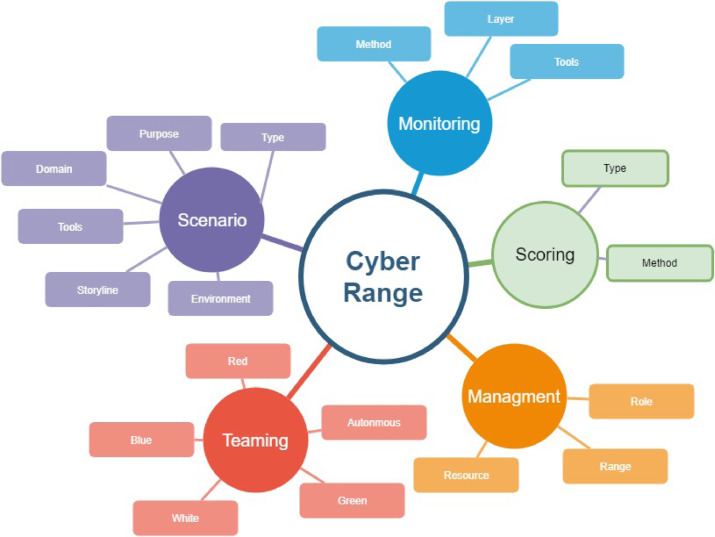 Layer
Method
Tools
Monitoring
Purpose
Type
Domain
Scenario
Tools
Storyline
Environment
Type
Scoring
Method
Cyber
Range
Red
Autonmous
Blue
Teaming
White
Green
Managment
Role
Range
Resource